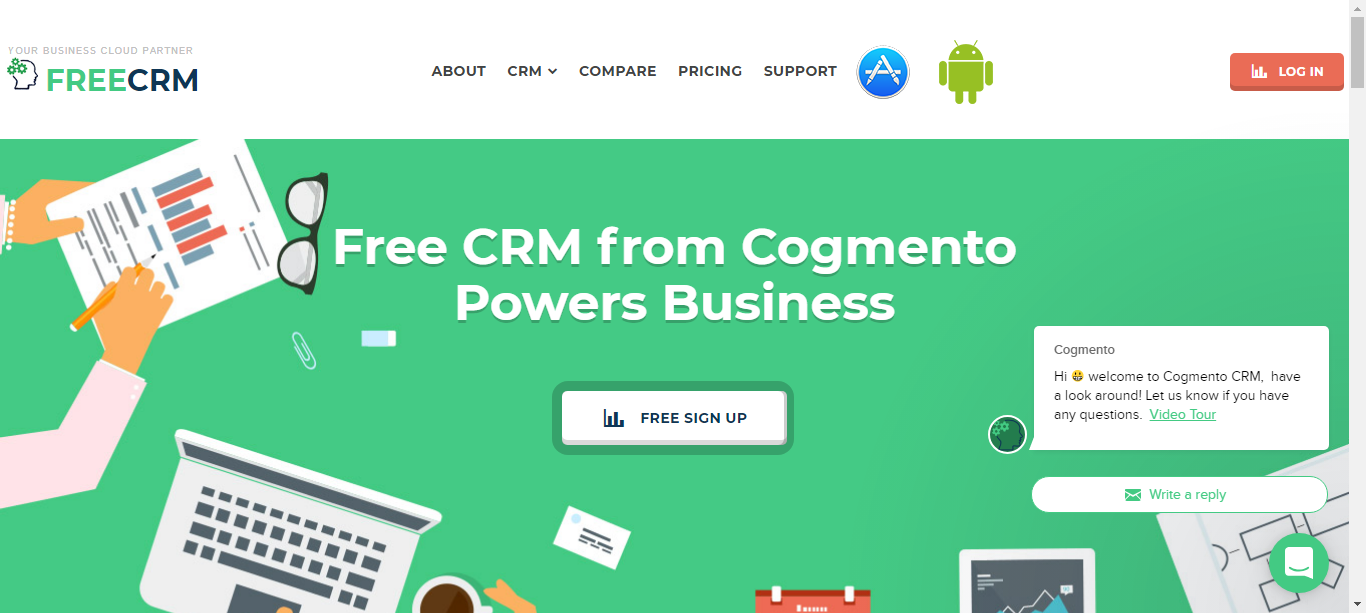 YOUR BUSINESS CLOUD PARTNER
FREECRM
ABOUT
CRM
COMPARE
PRICING
SUPPORT
LOG IN
Free CRM from Cogmento
Powers Business
FREE SIGN UP
Cogmento
Hi 😁 welcome to Cogmento CRM, have
a look around! Let us know if you have
any questions. Video Tour
Write a reply